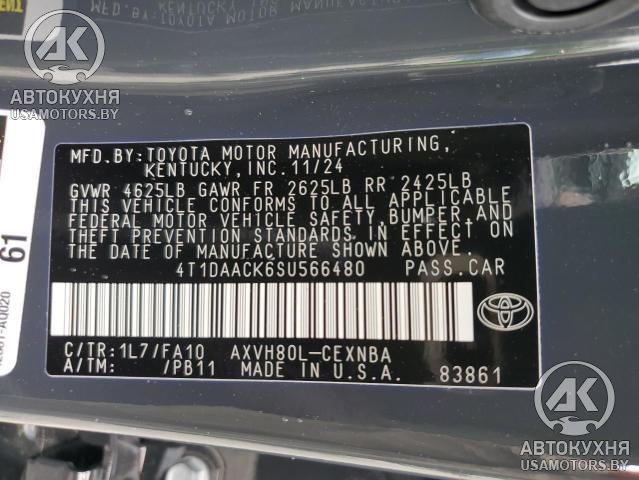 AK
АВТОКУХНЯ
USAMOTORS.BY
MFD.BY:TOYOTA MOTOR MANUFACTURING,
KENTUCKY, INC. 11/24
GVWR 4625LB GAWR FR 2625LB RR 2425LB
THIS VEHICLE CONFORMS TO ALL APPLICABLE
FEDERAL MOTOR VEHICLE SAFETY, BUMPER, AND
THEFT PREVENTION STANDARDS IN EFFECT ON
THE DATE OF MANUFACTURE SHOWN ABOVE.
4T1DAACK6SU566480 PASS.CAR
C/TR:1L7/FA10 AXVH80L-CEXNBA
A/TM: /PB11 MADE IN U.S.A. 83861
61
AK
АВТОКУХНЯ
USAMOTORS.BY